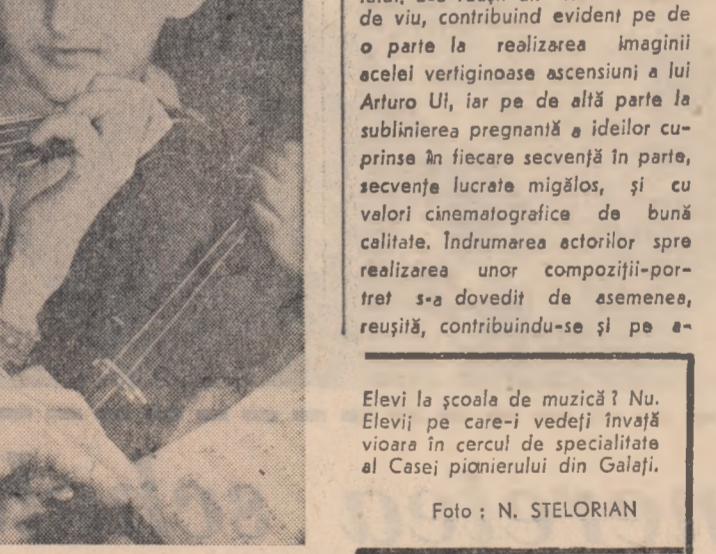 de viu, contribuind evident pe de
o parte la realizarea imaginii
acelei vertiginoase ascensiuni a lui
Arturo Ui, iar pe de altă parte la
sublinierea pregnantă a ideilor cu-
prinse în fiecare secvență în parte,
secvențe lucrate migălos, și cu
valori cinematografice de bună
calitate. Îndrumarea actorilor spre
realizarea unor compoziții-por-
tret s-a dovedit de asemenea,
reușită, contribuindu-se și pe a-
Elevi la școala de muzică? Nu.
Elevii pe care-i vedeți învață
vioara în cercul de specialitate
al Casei pionierului din Galați.
Foto: N. STELORIAN